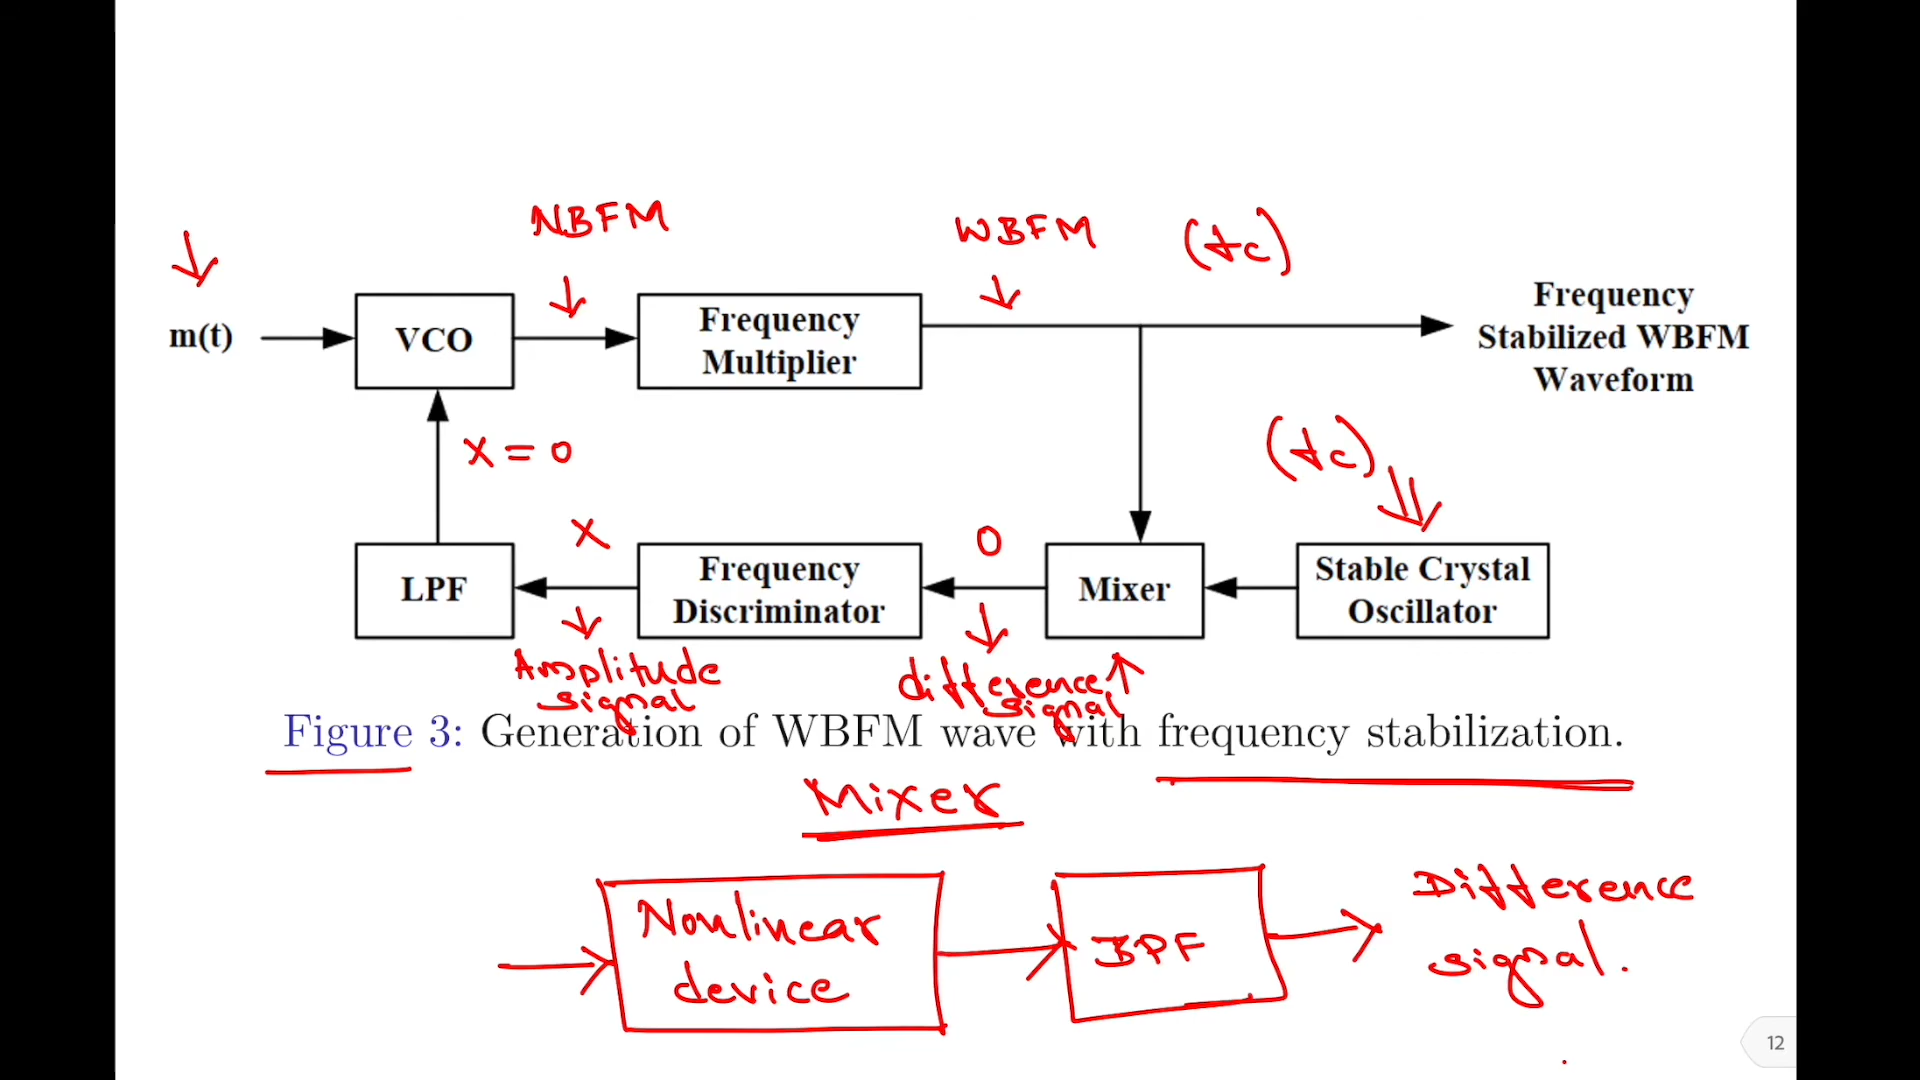 NBFM
WBFM (fc)
m(t)
VCO
Frequency
Multiplier
Frequency
Stabilized WBFM
Waveform
X = 0
(fc)
X
0
LPF
Frequency
Discriminator
Mixer
Stable Crystal
Oscillator
Amplitude
signal
difference
signal
Figure 3: Generation of WBFM wave with frequency stabilization.
Mixer
Nonlinear
device
BPF
Difference
signal.
12